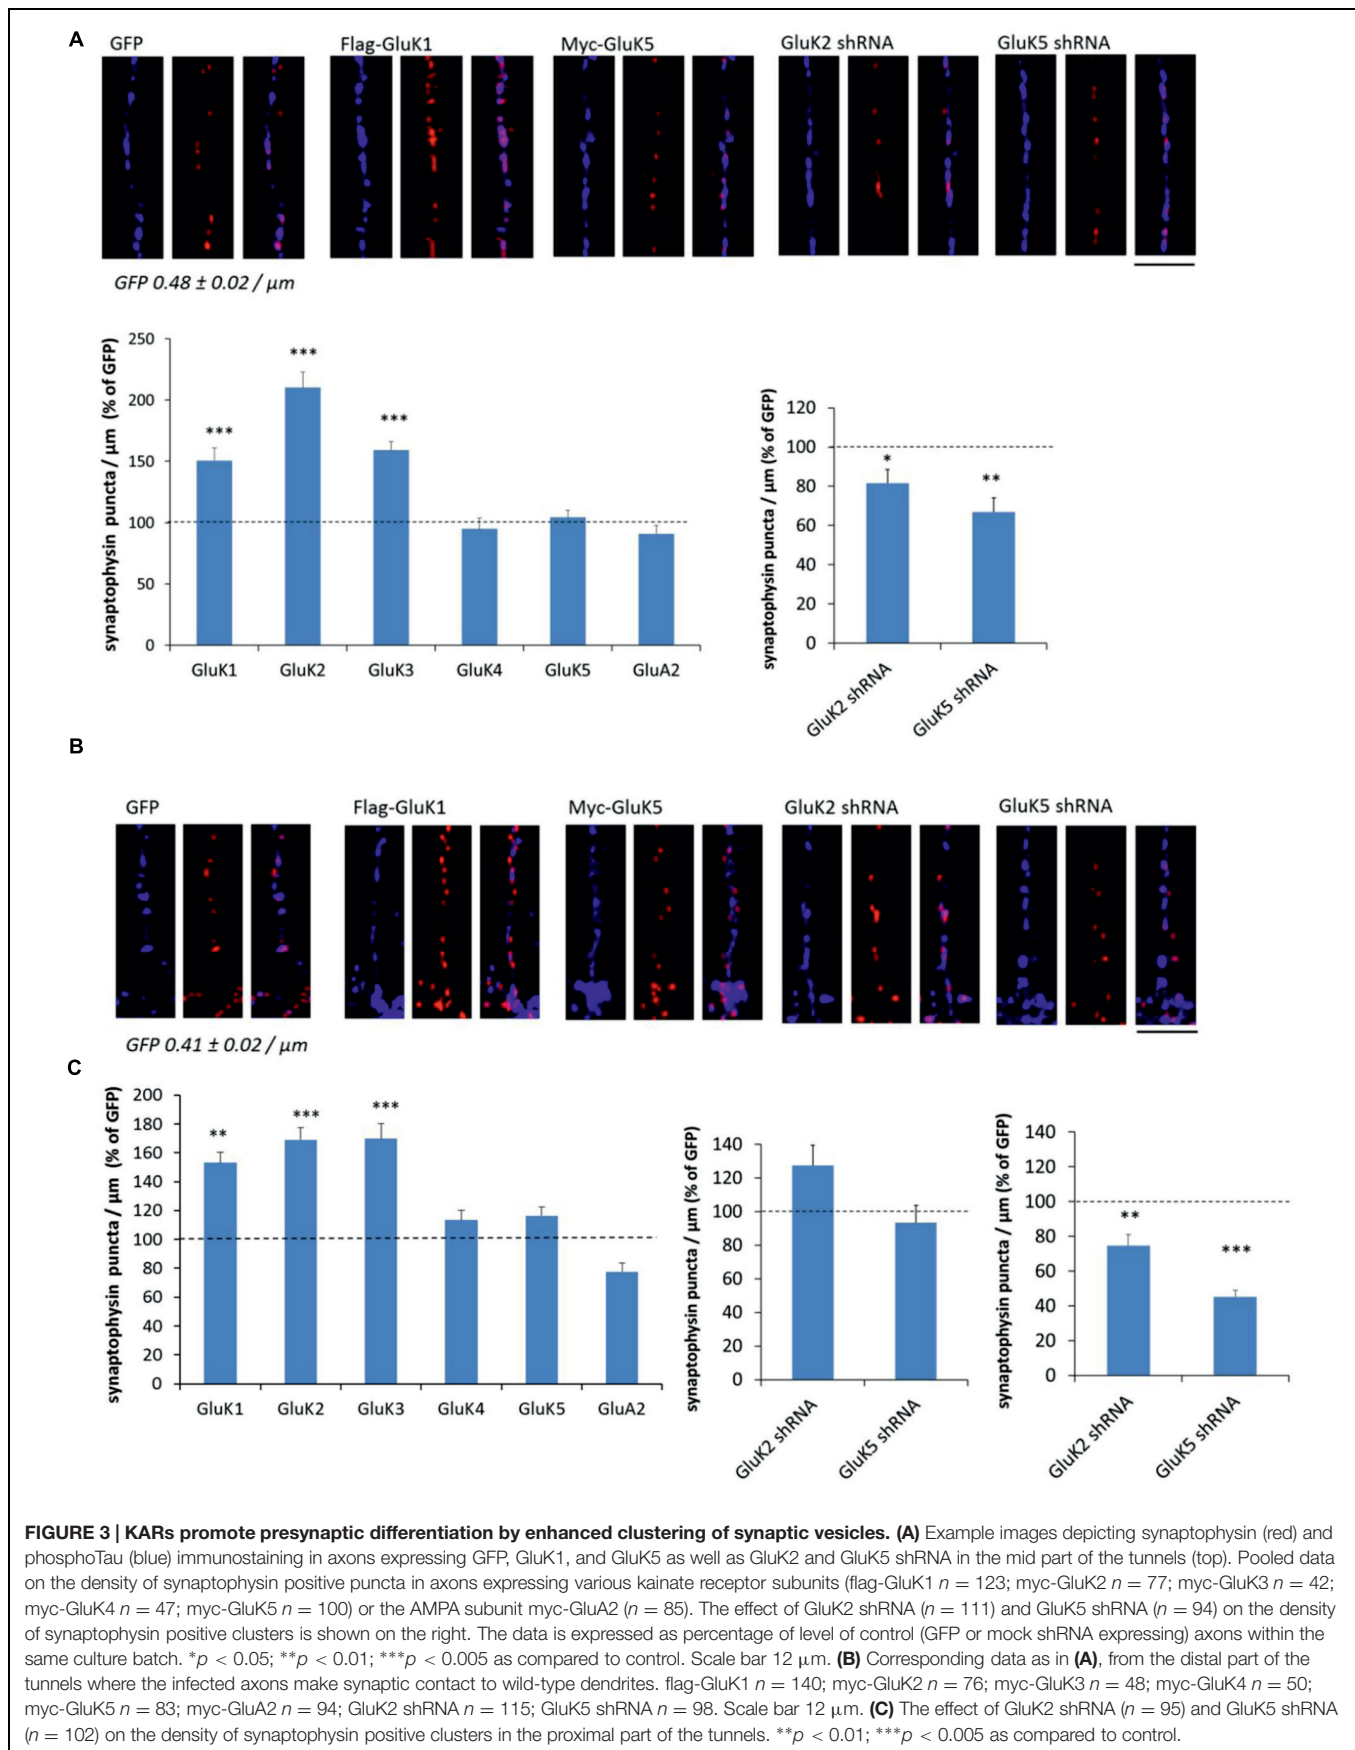 A
GFP
Flag-GluK1
Myc-GluK5
GluK2 shRNA
GluK5 shRNA
GFP 0.48 ± 0.02 / µm
synaptophysin puncta / µm (% of GFP)
250
200
150
100
50
0
***
***
***
GluK1
GluK2
GluK3
GluK4
GluK5
GluA2
synaptophysin puncta / µm (% of GFP)
120
100
80
60
40
20
0
*
**
GluK2 shRNA
GluK5 shRNA
B
GFP
Flag-GluK1
Myc-GluK5
GluK2 shRNA
GluK5 shRNA
GFP 0.41 ± 0.02 / µm
C
synaptophysin puncta / µm (% of GFP)
200
180
160
140
120
100
80
60
40
20
0
**
***
***
GluK1
GluK2
GluK3
GluK4
GluK5
GluA2
synaptophysin puncta / µm (% of GFP)
140
120
100
80
60
40
20
0
GluK2 shRNA
GluK5 shRNA
synaptophysin puncta / µm (% of GFP)
140
120
100
80
60
40
20
0
**
***
GluK2 shRNA
GluK5 shRNA
FIGURE 3 | KARs promote presynaptic differentiation by enhanced clustering of synaptic vesicles. (A) Example images depicting synaptophysin (red) and
phosphoTau (blue) immunostaining in axons expressing GFP, GluK1, and GluK5 as well as GluK2 and GluK5 shRNA in the mid part of the tunnels (top). Pooled data
on the density of synaptophysin positive puncta in axons expressing various kainate receptor subunits (flag-GluK1 n = 123; myc-GluK2 n = 77; myc-GluK3 n = 42;
myc-GluK4 n = 47; myc-GluK5 n = 100) or the AMPA subunit myc-GluA2 (n = 85). The effect of GluK2 shRNA (n = 111) and GluK5 shRNA (n = 94) on the density
of synaptophysin positive clusters is shown on the right. The data is expressed as percentage of level of control (GFP or mock shRNA expressing) axons within the
same culture batch. *p < 0.05; **p < 0.01; ***p < 0.005 as compared to control. Scale bar 12 µm. (B) Corresponding data as in (A), from the distal part of the
tunnels where the infected axons make synaptic contact to wild-type dendrites. flag-GluK1 n = 140; myc-GluK2 n = 76; myc-GluK3 n = 48; myc-GluK4 n = 50;
myc-GluK5 n = 83; myc-GluA2 n = 94; GluK2 shRNA n = 115; GluK5 shRNA n = 98. Scale bar 12 µm. (C) The effect of GluK2 shRNA (n = 95) and GluK5 shRNA
(n = 102) on the density of synaptophysin positive clusters in the proximal part of the tunnels. **p < 0.01; ***p < 0.005 as compared to control.